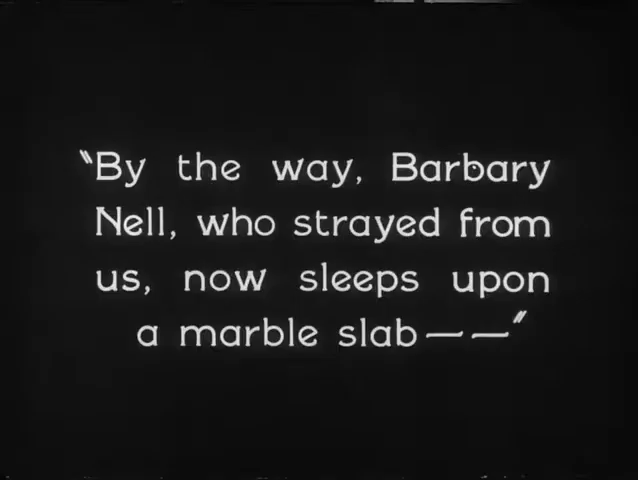 "By the way, Barbary
Nell, who strayed from
us, now sleeps upon
a marble slab — —"